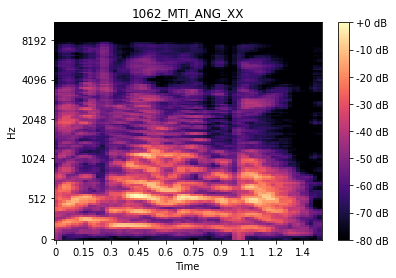 1062_MTI_ANG_XX
Hz
8192
4096
2048
1024
512
0
0 0.15 0.3 0.45 0.6 0.75 0.9 1.1 1.2 1.4
Time
+0 dB
-10 dB
-20 dB
-30 dB
-40 dB
-50 dB
-60 dB
-70 dB
-80 dB